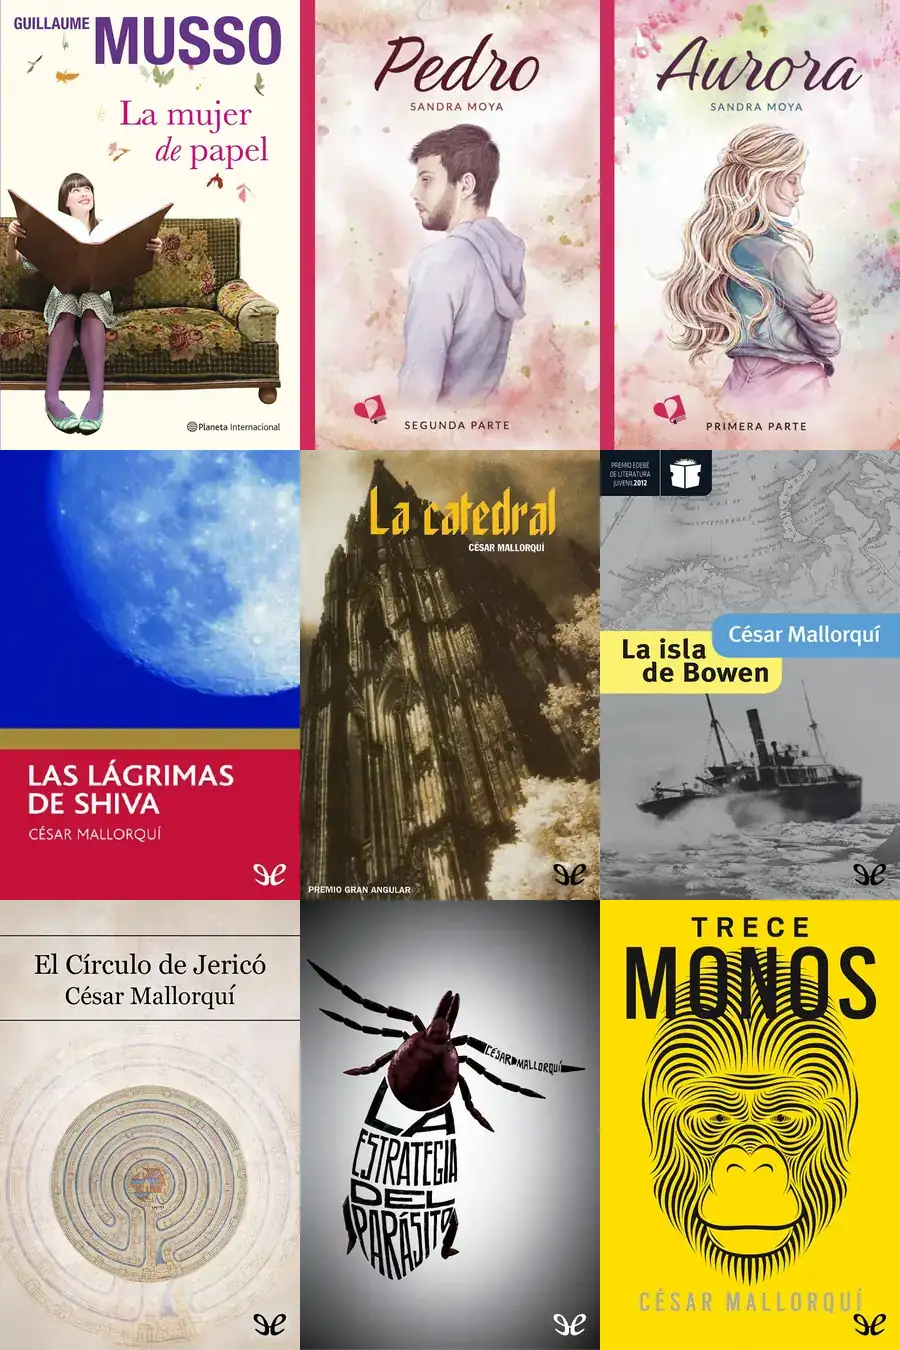 GUILLAUME
MUSSO
La mujer
de papel
Planeta Internacional
Pedro
SANDRA MOYA
SEGUNDA PARTE
Aurora
SANDRA MOYA
PRIMERA PARTE
LAS LÁGRIMAS
DE SHIVA
CÉSAR MALLORQUÍ
La catedral
CÉSAR MALLORQUÍ
PREMIO GRAN ANGULAR
PREMIO EDEBÉ
DE LITERATURA
JUVENIL 2012
César Mallorquí
La isla
de Bowen
El Círculo de Jericó
César Mallorquí
CÉSAR MALLORQUÍ
LA
ESTRATEGIA
DEL
PARÁSITO
TRECE
MONOS
CÉSAR MALLORQUÍ